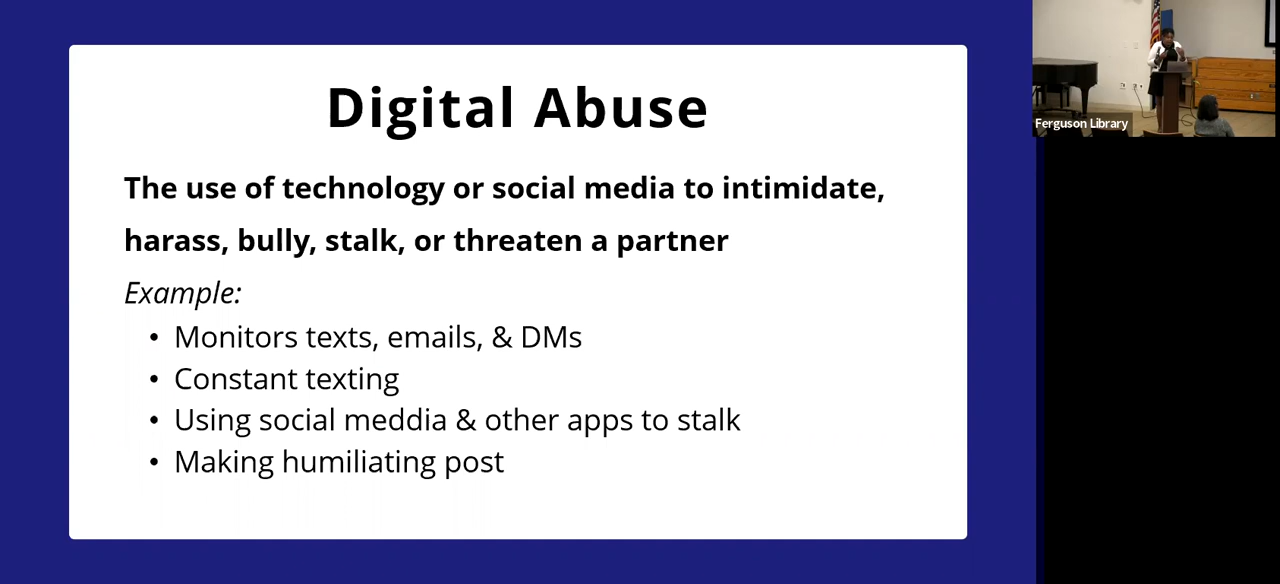 Digital Abuse
The use of technology or social media to intimidate,
harass, bully, stalk, or threaten a partner
Example:
• Monitors texts, emails, & DMs
• Constant texting
• Using social meddia & other apps to stalk
• Making humiliating post
Ferguson Library